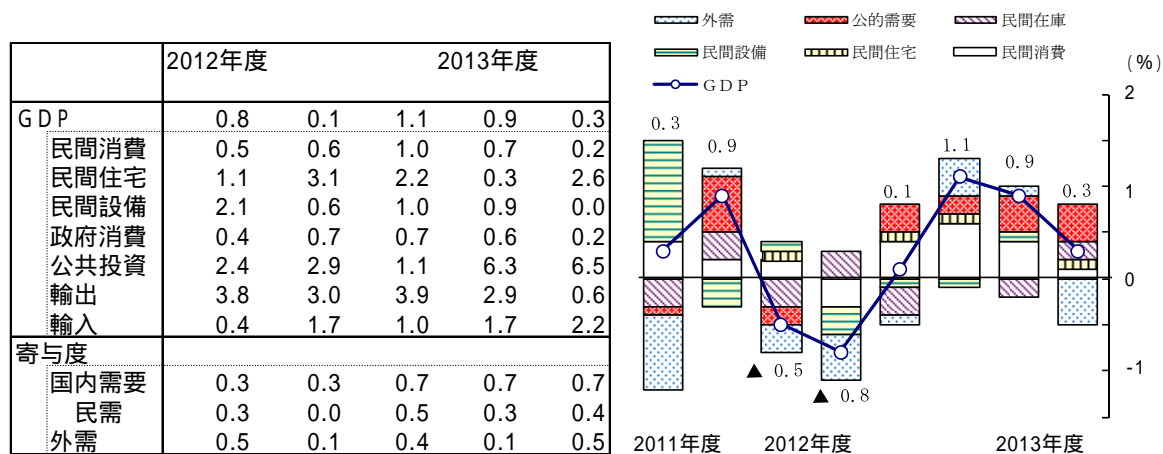 2012年度 2013年度
GDP 0.8 0.1 1.1 0.9 0.3
民間消費 0.5 0.6 1.0 0.7 0.2
民間住宅 1.1 3.1 2.2 0.3 2.6
民間設備 2.1 0.6 1.0 0.9 0.0
政府消費 0.4 0.7 0.7 0.6 0.2
公共投資 2.4 2.9 1.1 6.3 6.5
輸出 3.8 3.0 3.9 2.9 0.6
輸入 0.4 1.7 1.0 1.7 2.2
寄与度
国内需要 0.3 0.3 0.7 0.7 0.7
民需 0.3 0.0 0.5 0.3 0.4
外需 0.5 0.1 0.4 0.1 0.5
外需 公的需要 民間在庫
民間設備 民間住宅 民間消費
GDP
(%)
2
1
0
-1
0.3
0.9
▲ 0.5
▲ 0.8
0.1
1.1
0.9
0.3
2011年度 2012年度 2013年度